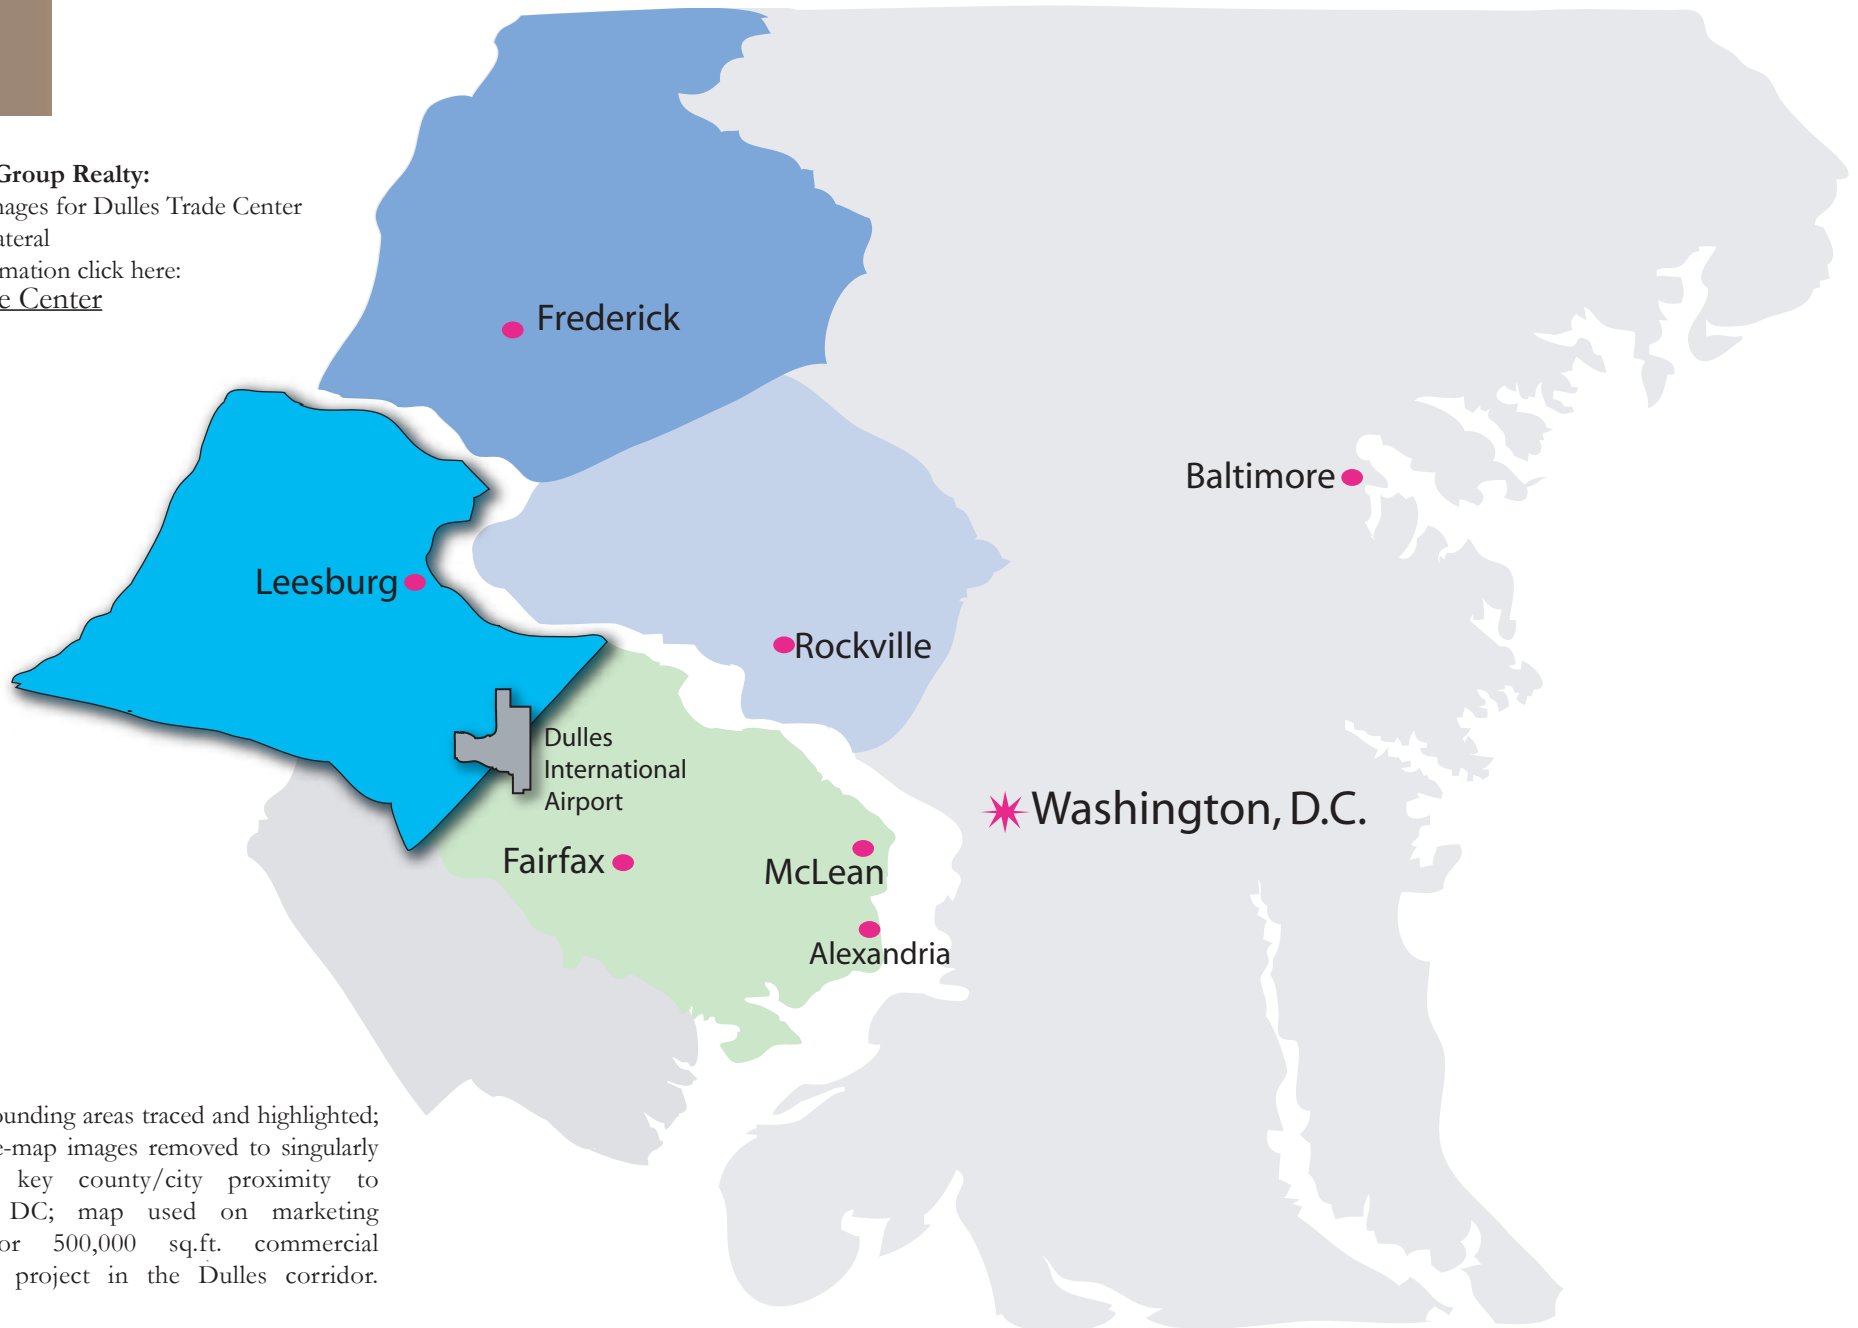 Group Realty:
ages for Dulles Trade Center
ateral
mation click here:
e Center
Frederick
Baltimore
Leesburg
Rockville
Dulles
International
Airport
Washington, D.C.
Fairfax
McLean
Alexandria
ounding areas traced and highlighted;
e-map images removed to singularly
key county/city proximity to
DC; map used on marketing
or 500,000 sq.ft. commercial
project in the Dulles corridor.